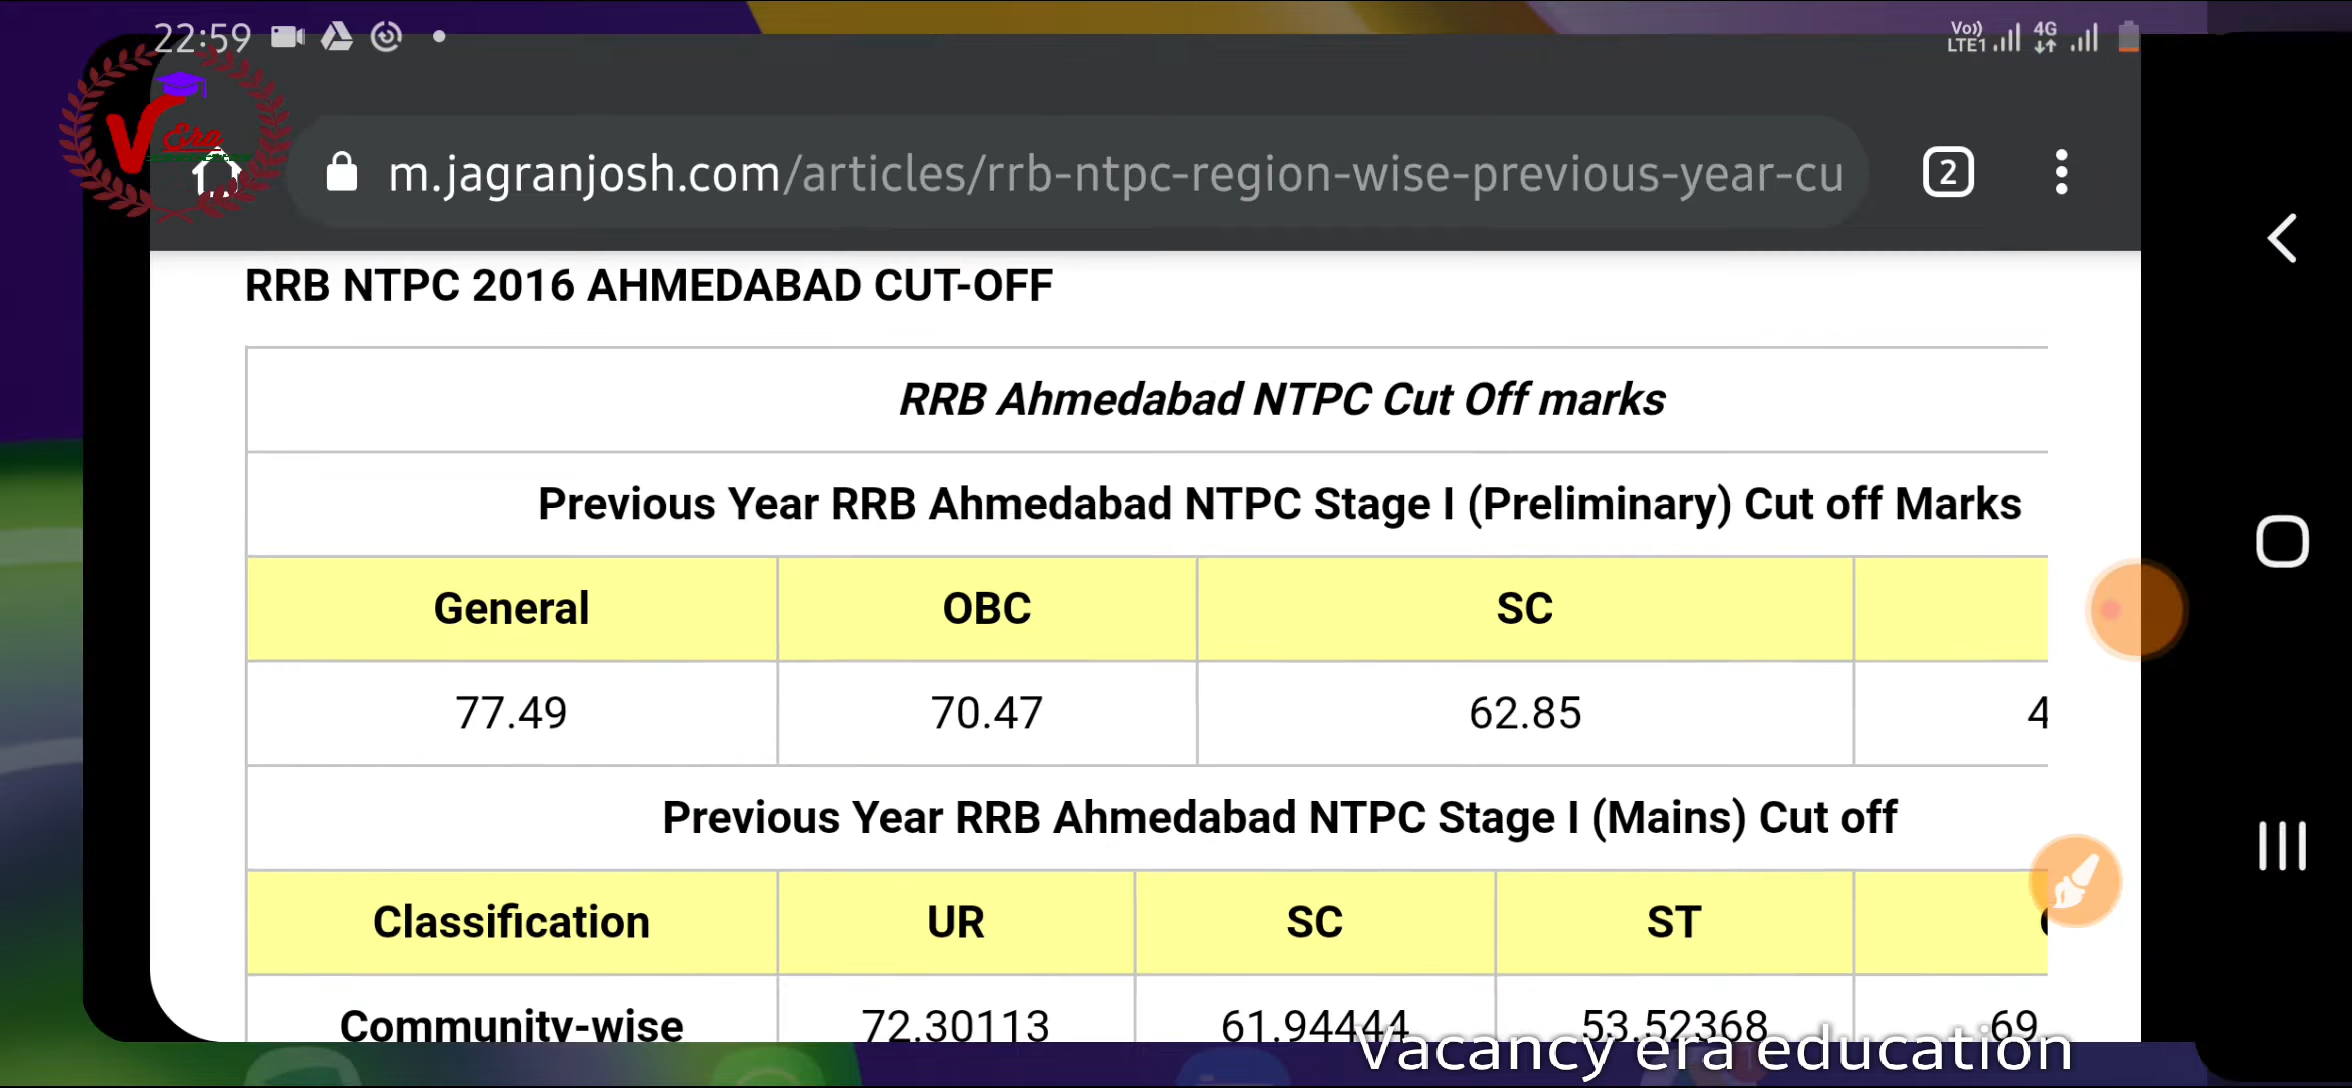 22:59
Vo)) LTE1 4G
Era
m.jagranjosh.com/articles/rrb-ntpc-region-wise-previous-year-cu
2
RRB NTPC 2016 AHMEDABAD CUT-OFF
RRB Ahmedabad NTPC Cut Off marks
Previous Year RRB Ahmedabad NTPC Stage I (Preliminary) Cut off Marks
General OBC SC
77.49 70.47 62.85 4
Previous Year RRB Ahmedabad NTPC Stage I (Mains) Cut off
Classification UR SC ST
Community-wise 72.30113 61.94444 53.52368 69
Vacancy era education